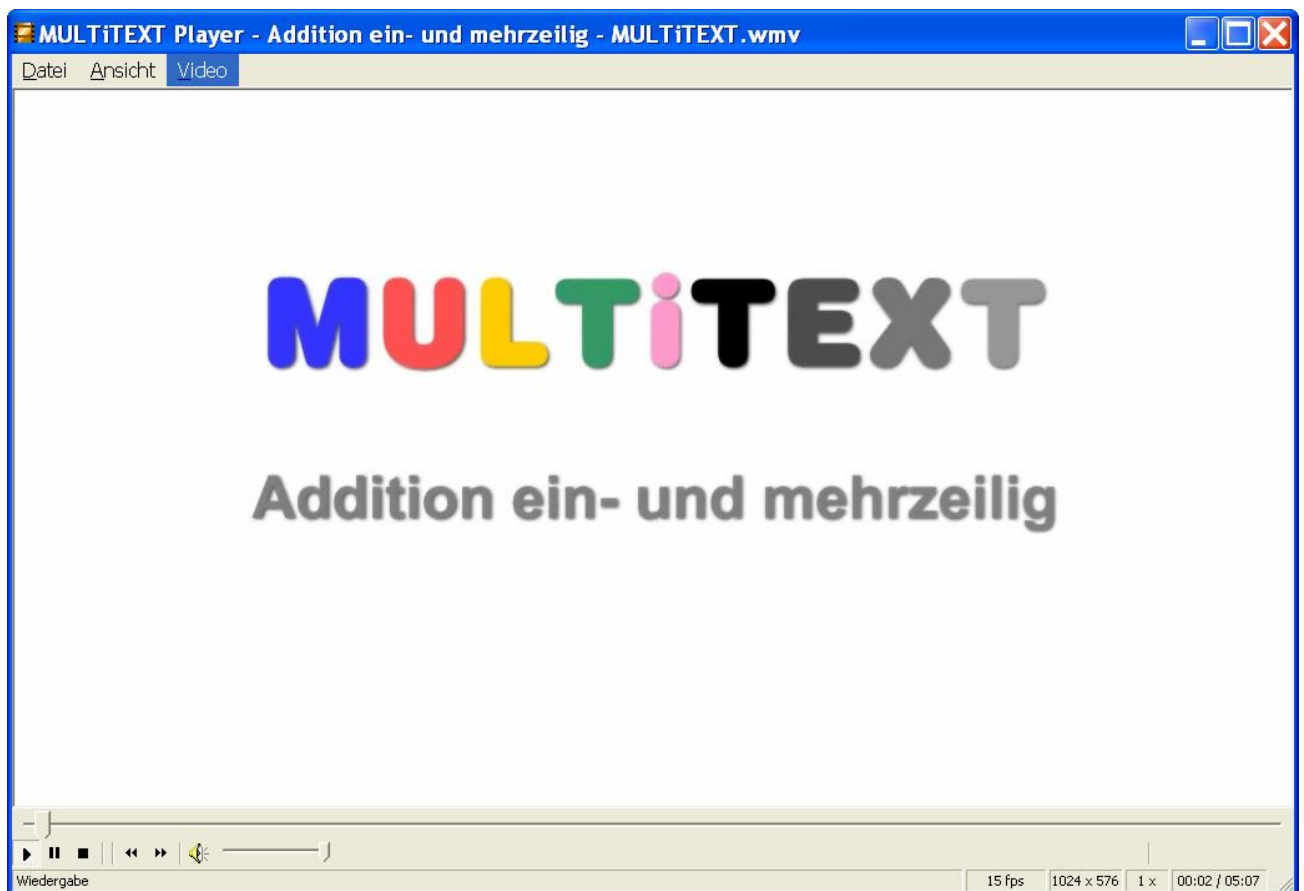 MULTiTEXT Player - Addition ein- und mehrzeilig - MULTiTEXT.wmv
Datei Ansicht Video
MULTiTEXT
Addition ein- und mehrzeilig
Wiedergabe 15 fps 1024 x 576 1 x 00:02 / 05:07